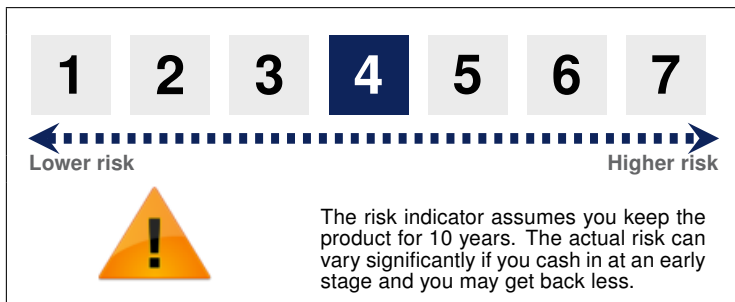 1 2 3 4 5 6 7
Lower risk Higher risk
!
The risk indicator assumes you keep the
product for 10 years. The actual risk can
vary significantly if you cash in at an early
stage and you may get back less.